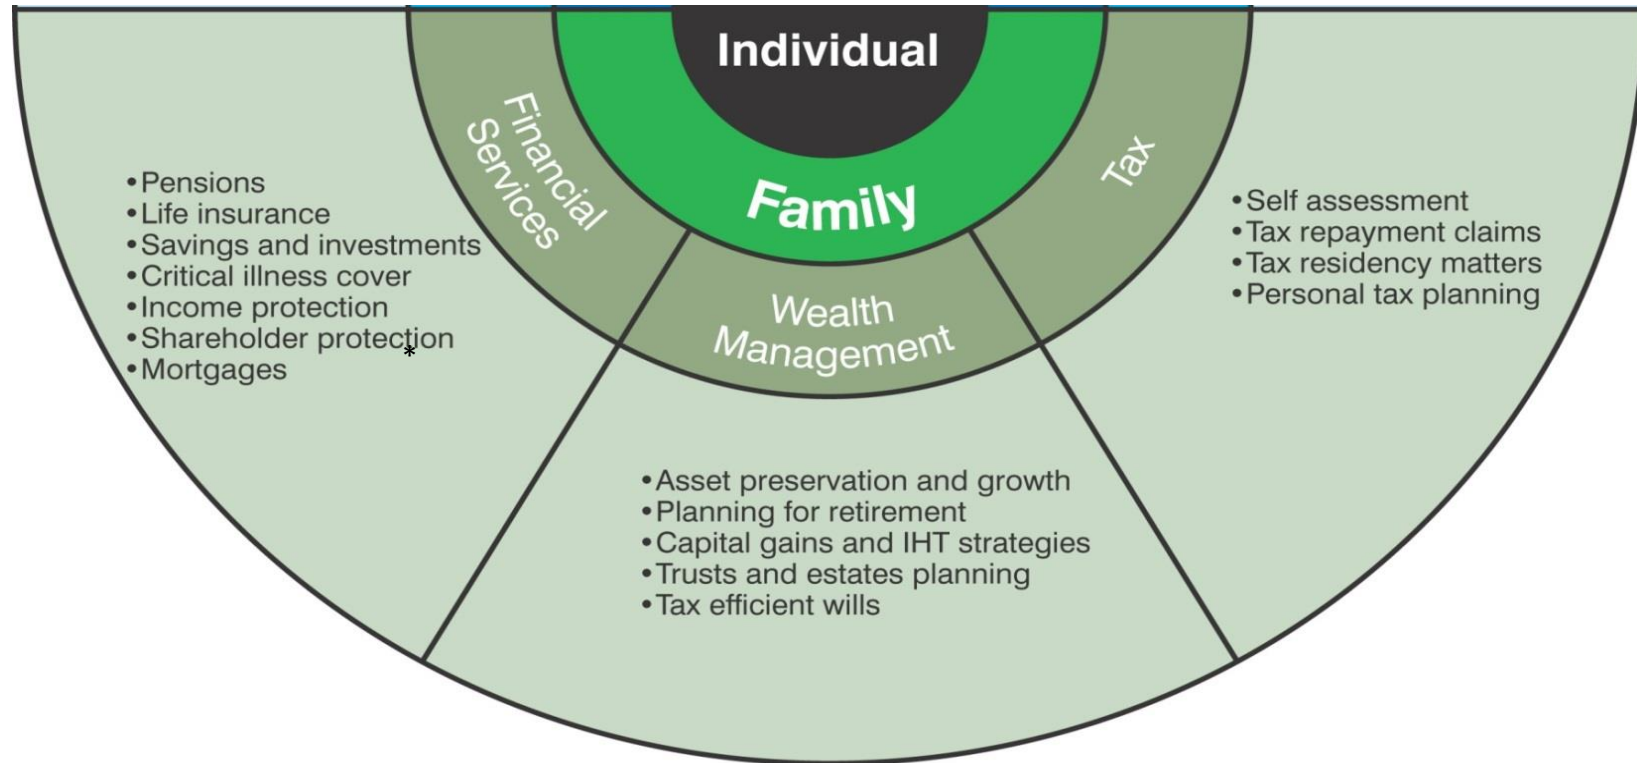 Individual
Family
Financial
Services
Wealth
Management
Tax
•Pensions
•Life insurance
•Savings and investments
•Critical illness cover
•Income protection
•Shareholder protection
*
•Mortgages
•Asset preservation and growth
•Planning for retirement
•Capital gains and IHT strategies
•Trusts and estates planning
•Tax efficient wills
•Self assessment
•Tax repayment claims
•Tax residency matters
•Personal tax planning